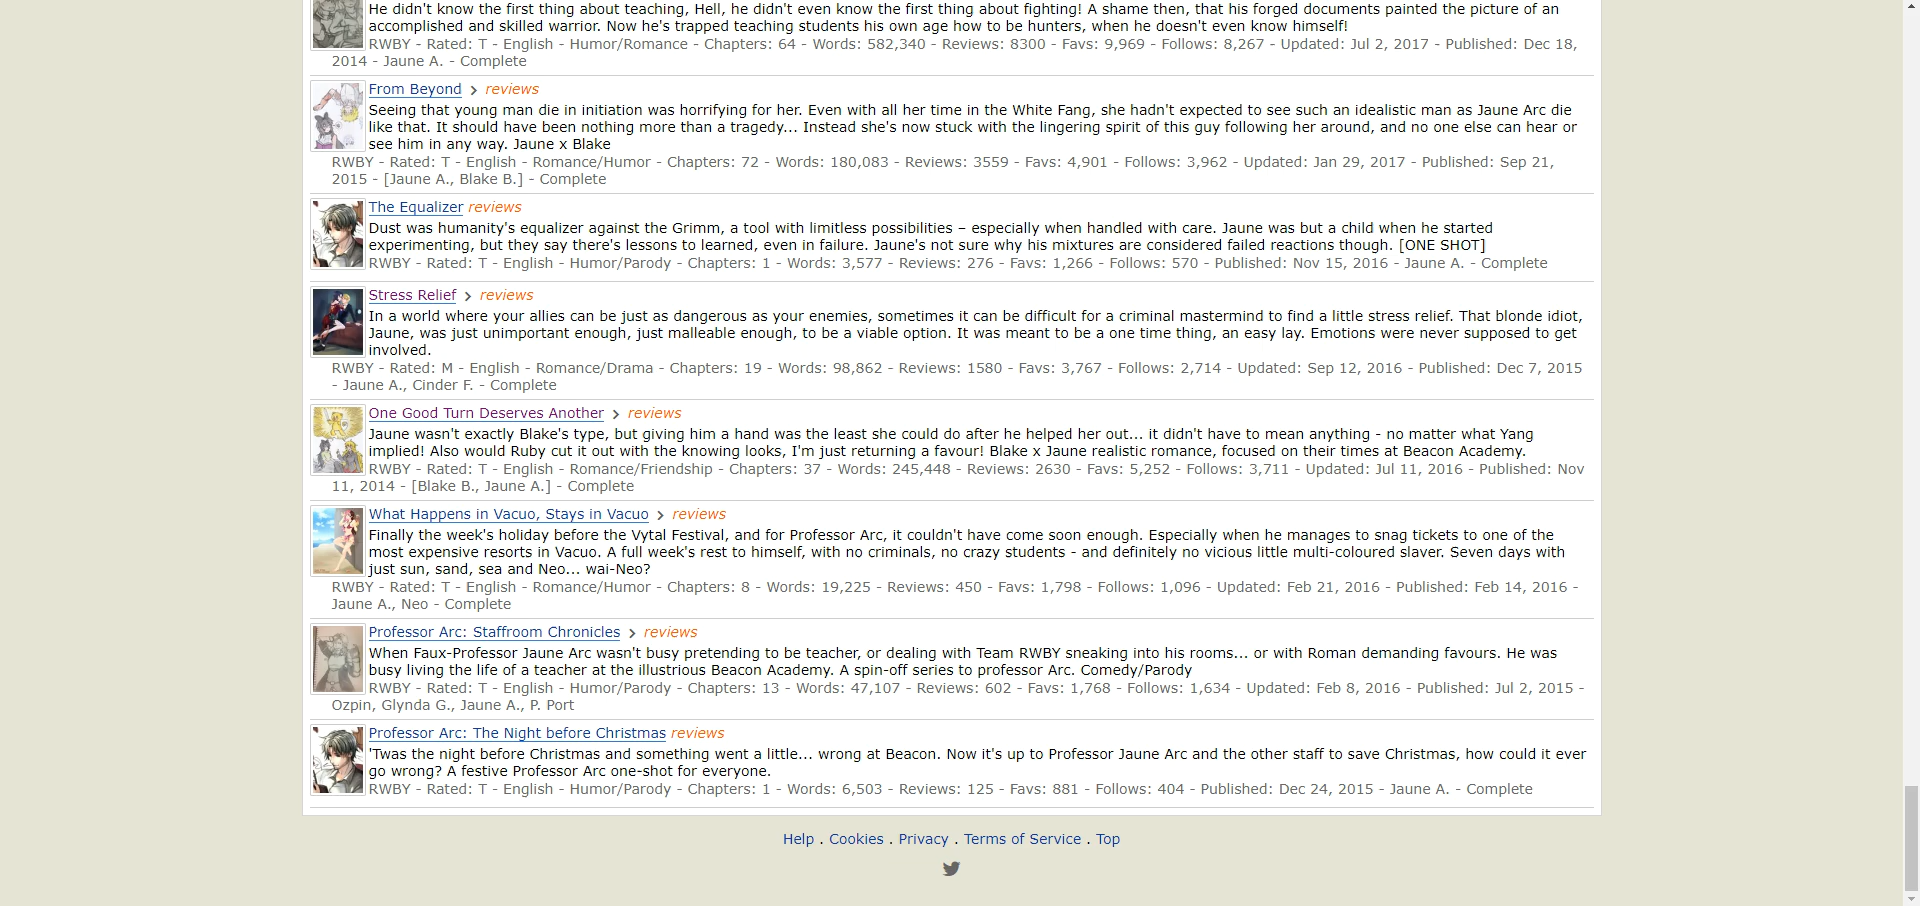 He didn't know the first thing about teaching, Hell, he didn't even know the first thing about fighting! A shame then, that his forged documents painted the picture of an
accomplished and skilled warrior. Now he's trapped teaching students his own age how to be hunters, when he doesn't even know himself!
RWBY - Rated: T - English - Humor/Romance - Chapters: 64 - Words: 582,340 - Reviews: 8300 - Favs: 9,969 - Follows: 8,267 - Updated: Jul 2, 2017 - Published: Dec 18,
2014 - Jaune A. - Complete
From Beyond > reviews
Seeing that young man die in initiation was horrifying for her. Even with all her time in the White Fang, she hadn't expected to see such an idealistic man as Jaune Arc die
like that. It should have been nothing more than a tragedy... Instead she's now stuck with the lingering spirit of this guy following her around, and no one else can hear or
see him in any way. Jaune x Blake
RWBY - Rated: T - English - Romance/Humor - Chapters: 72 - Words: 180,083 - Reviews: 3559 - Favs: 4,901 - Follows: 3,962 - Updated: Jan 29, 2017 - Published: Sep 21,
2015 - [Jaune A., Blake B.] - Complete
The Equalizer reviews
Dust was humanity's equalizer against the Grimm, a tool with limitless possibilities – especially when handled with care. Jaune was but a child when he started
experimenting, but they say there's lessons to learned, even in failure. Jaune's not sure why his mixtures are considered failed reactions though. [ONE SHOT]
RWBY - Rated: T - English - Humor/Parody - Chapters: 1 - Words: 3,577 - Reviews: 276 - Favs: 1,266 - Follows: 570 - Published: Nov 15, 2016 - Jaune A. - Complete
Stress Relief > reviews
In a world where your allies can be just as dangerous as your enemies, sometimes it can be difficult for a criminal mastermind to find a little stress relief. That blonde idiot,
Jaune, was just unimportant enough, just malleable enough, to be a viable option. It was meant to be a one time thing, an easy lay. Emotions were never supposed to get
involved.
RWBY - Rated: M - English - Romance/Drama - Chapters: 19 - Words: 98,862 - Reviews: 1580 - Favs: 3,767 - Follows: 2,714 - Updated: Sep 12, 2016 - Published: Dec 7, 2015
- Jaune A., Cinder F. - Complete
One Good Turn Deserves Another > reviews
Jaune wasn't exactly Blake's type, but giving him a hand was the least she could do after he helped her out... it didn't have to mean anything - no matter what Yang
implied! Also would Ruby cut it out with the knowing looks, I'm just returning a favour! Blake x Jaune realistic romance, focused on their times at Beacon Academy.
RWBY - Rated: T - English - Romance/Friendship - Chapters: 37 - Words: 245,448 - Reviews: 2630 - Favs: 5,252 - Follows: 3,711 - Updated: Jul 11, 2016 - Published: Nov
11, 2014 - [Blake B., Jaune A.] - Complete
What Happens in Vacuo, Stays in Vacuo > reviews
Finally the week's holiday before the Vytal Festival, and for Professor Arc, it couldn't have come soon enough. Especially when he manages to snag tickets to one of the
most expensive resorts in Vacuo. A full week's rest to himself, with no criminals, no crazy students - and definitely no vicious little multi-coloured slaver. Seven days with
just sun, sand, sea and Neo... wai-Neo?
RWBY - Rated: T - English - Romance/Humor - Chapters: 8 - Words: 19,225 - Reviews: 450 - Favs: 1,798 - Follows: 1,096 - Updated: Feb 21, 2016 - Published: Feb 14, 2016 -
Jaune A., Neo - Complete
Professor Arc: Staffroom Chronicles > reviews
When Faux-Professor Jaune Arc wasn't busy pretending to be teacher, or dealing with Team RWBY sneaking into his rooms... or with Roman demanding favours. He was
busy living the life of a teacher at the illustrious Beacon Academy. A spin-off series to professor Arc. Comedy/Parody
RWBY - Rated: T - English - Humor/Parody - Chapters: 13 - Words: 47,107 - Reviews: 602 - Favs: 1,768 - Follows: 1,634 - Updated: Feb 8, 2016 - Published: Jul 2, 2015 -
Ozpin, Glynda G., Jaune A., P. Port
Professor Arc: The Night before Christmas reviews
'Twas the night before Christmas and something went a little... wrong at Beacon. Now it's up to Professor Jaune Arc and the other staff to save Christmas, how could it ever
go wrong? A festive Professor Arc one-shot for everyone.
RWBY - Rated: T - English - Humor/Parody - Chapters: 1 - Words: 6,503 - Reviews: 125 - Favs: 881 - Follows: 404 - Published: Dec 24, 2015 - Jaune A. - Complete
Help . Cookies . Privacy . Terms of Service . Top